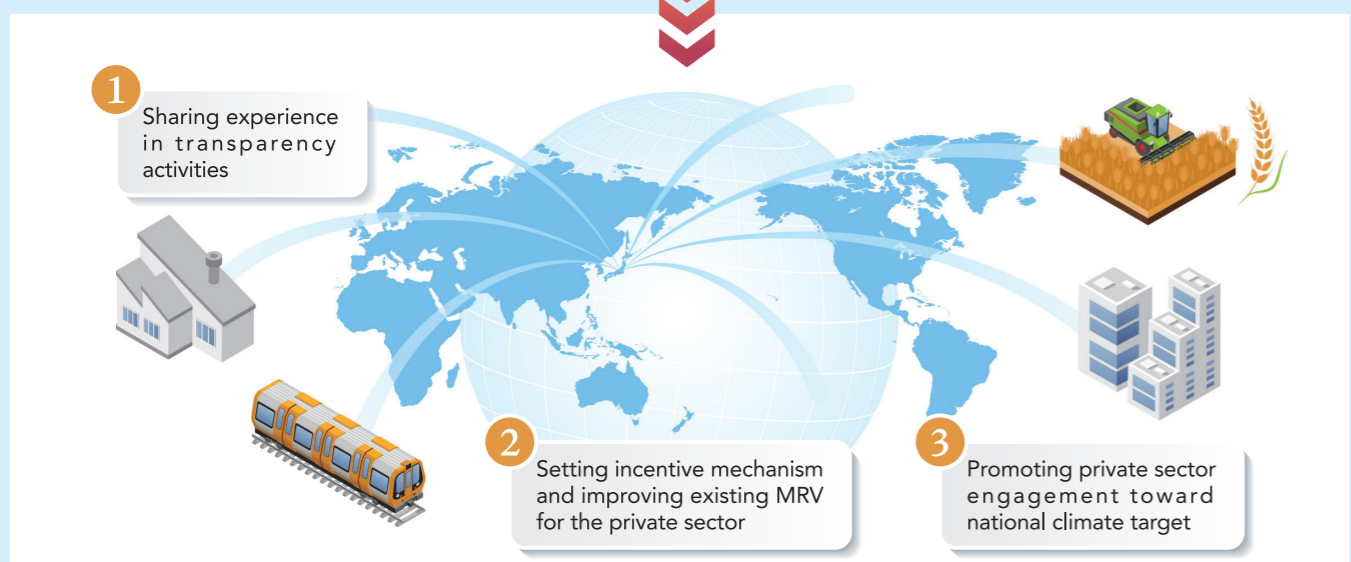 1
Sharing experience
in transparency
activities
2
Setting incentive mechanism
and improving existing MRV
for the private sector
3
Promoting private sector
engagement toward
national climate target